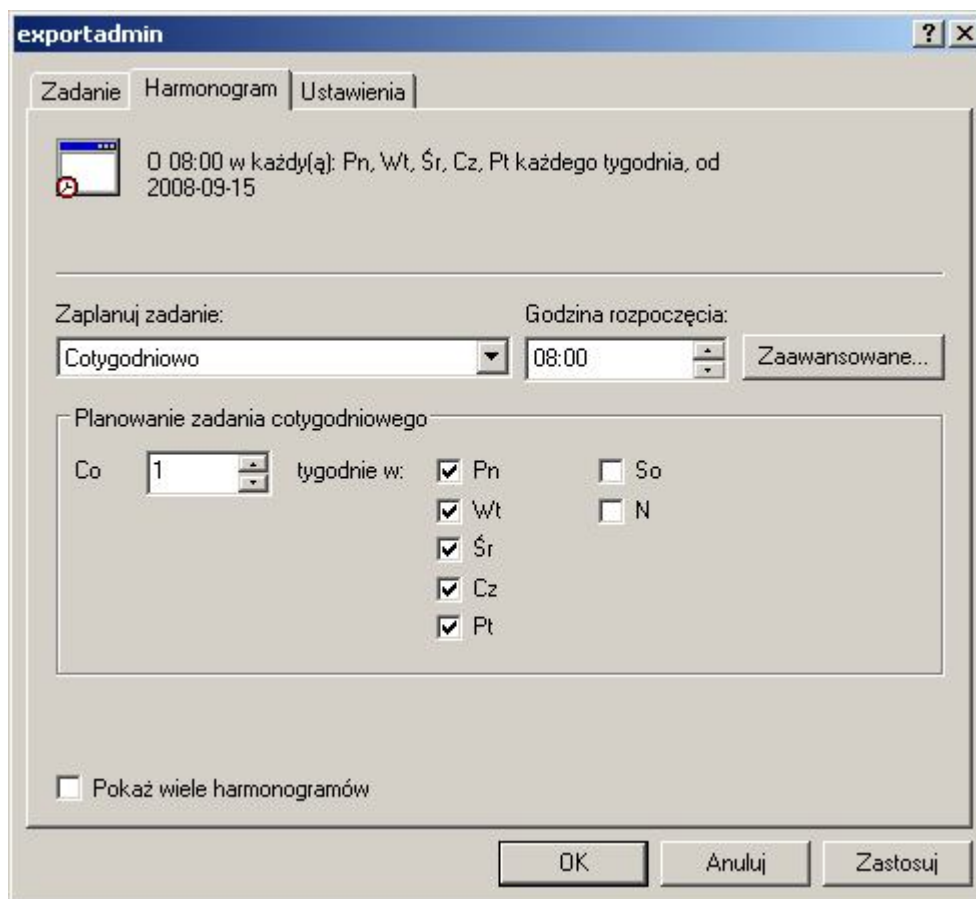 exportadmin
Zadanie Harmonogram Ustawienia
O 08:00 w każdy(ą): Pn, Wt, Śr, Cz, Pt każdego tygodnia, od
2008-09-15
Zaplanuj zadanie: Godzina rozpoczęcia:
Cotygodniowo 08:00 Zaawansowane...
Planowanie zadania cotygodniowego
Co 1 tygodnie w: Pn So
Wt N
Śr
Cz
Pt
Pokaż wiele harmonogramów
OK Anuluj Zastosuj